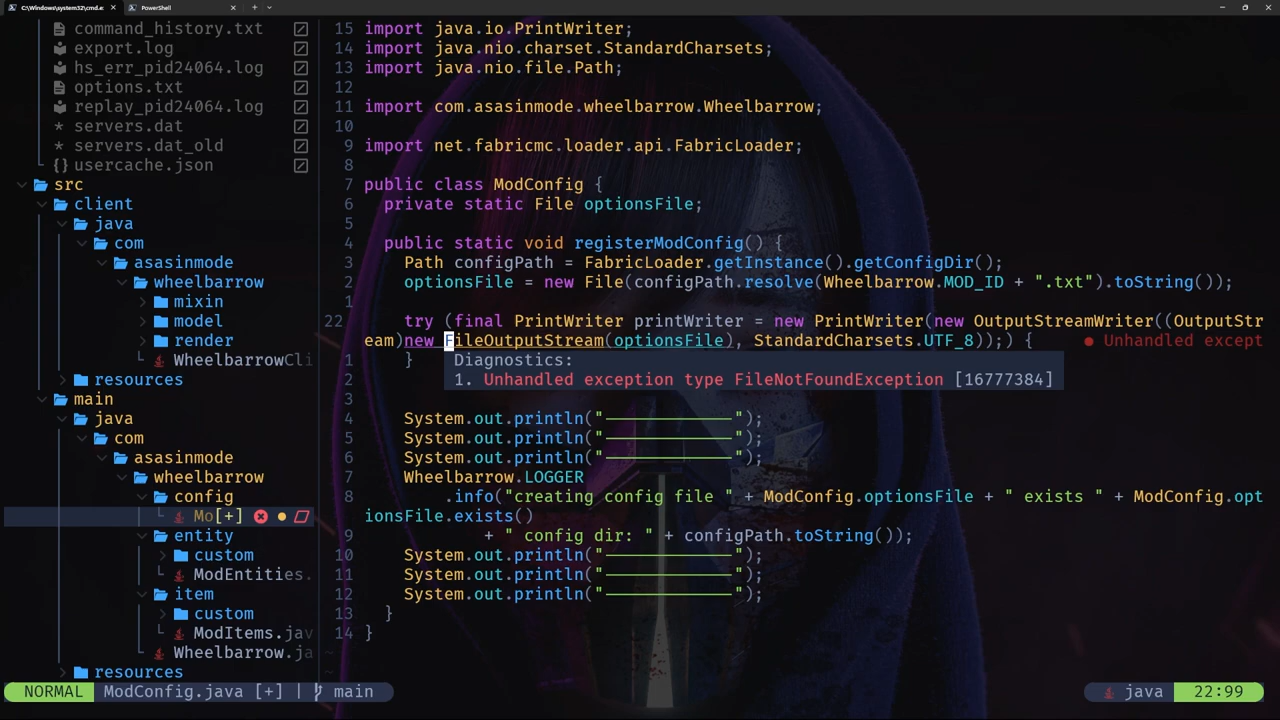 C:\Windows\system32\cmd.e: × PowerShell × + ∨
command_history.txt
export.log
hs_err_pid24064.log
options.txt
replay_pid24064.log
servers.dat
servers.dat_old
{} usercache.json
src
client
java
com
asasinmode
wheelbarrow
mixin
model
render
WheelbarrowCli
resources
main
java
com
asasinmode
wheelbarrow
config
Mo[+]
entity
custom
ModEntities.
item
custom
ModItems.jav
Wheelbarrow.ja
resources
15 import java.io.PrintWriter;
14 import java.nio.charset.StandardCharsets;
13 import java.nio.file.Path;
12
11 import com.asasinmode.wheelbarrow.Wheelbarrow;
10
9 import net.fabricmc.loader.api.FabricLoader;
8
7 public class ModConfig {
6 private static File optionsFile;
5
4 public static void registerModConfig() {
3 Path configPath = FabricLoader.getInstance().getConfigDir();
2 optionsFile = new File(configPath.resolve(Wheelbarrow.MOD_ID + ".txt").toString());
1
22 try (final PrintWriter printWriter = new PrintWriter(new OutputStreamWriter((OutputStr
eam)new FileOutputStream(optionsFile), StandardCharsets.UTF_8));) { ● Unhandled except
1 } Diagnostics:
2 1. Unhandled exception type FileNotFoundException [16777384]
3
4 System.out.println("─────────────");
5 System.out.println("─────────────");
6 System.out.println("─────────────");
7 Wheelbarrow.LOGGER
8 .info("creating config file " + ModConfig.optionsFile + " exists " + ModConfig.opt
ionsFile.exists()
9 + " config dir: " + configPath.toString());
10 System.out.println("─────────────");
11 System.out.println("─────────────");
12 System.out.println("─────────────");
13 }
14 }
NORMAL ModConfig.java [+] | main java 22:99